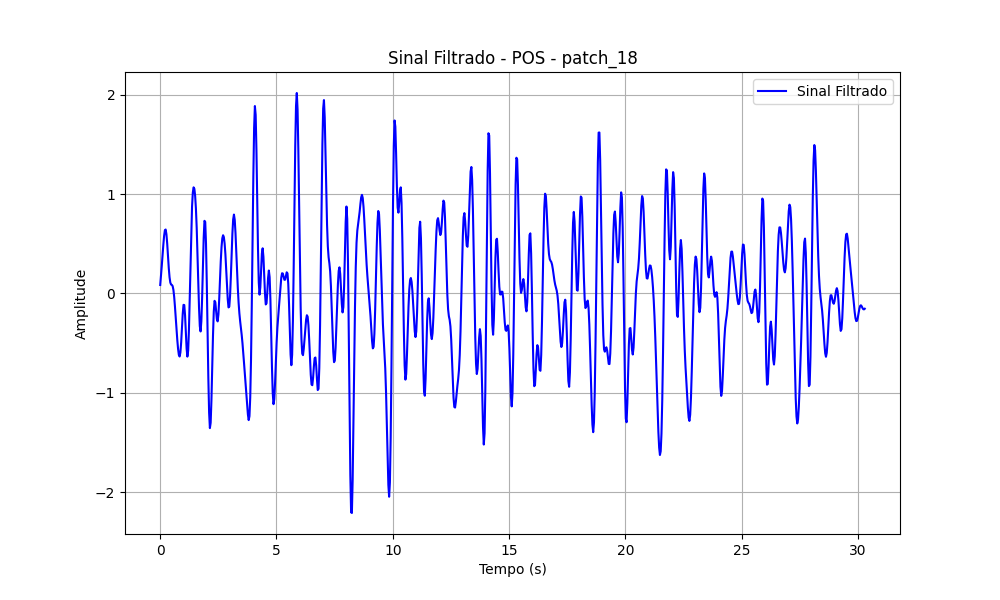 Sinal Filtrado - POS - patch_18
Sinal Filtrado
2
1
0
−1
−2
Amplitude
0 5 10 15 20 25 30
Tempo (s)